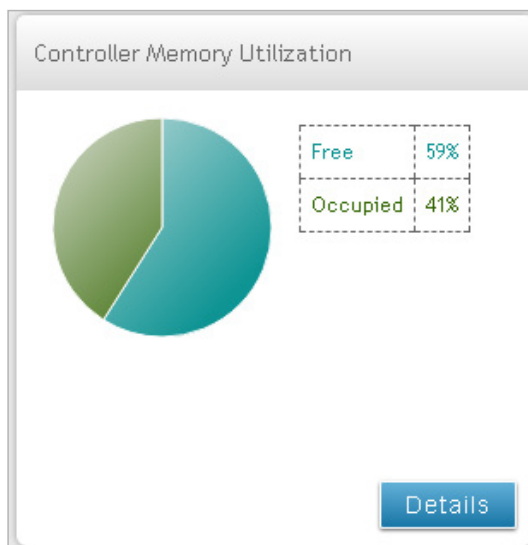 Controller Memory Utilization
Free 59%
Occupied 41%
Details